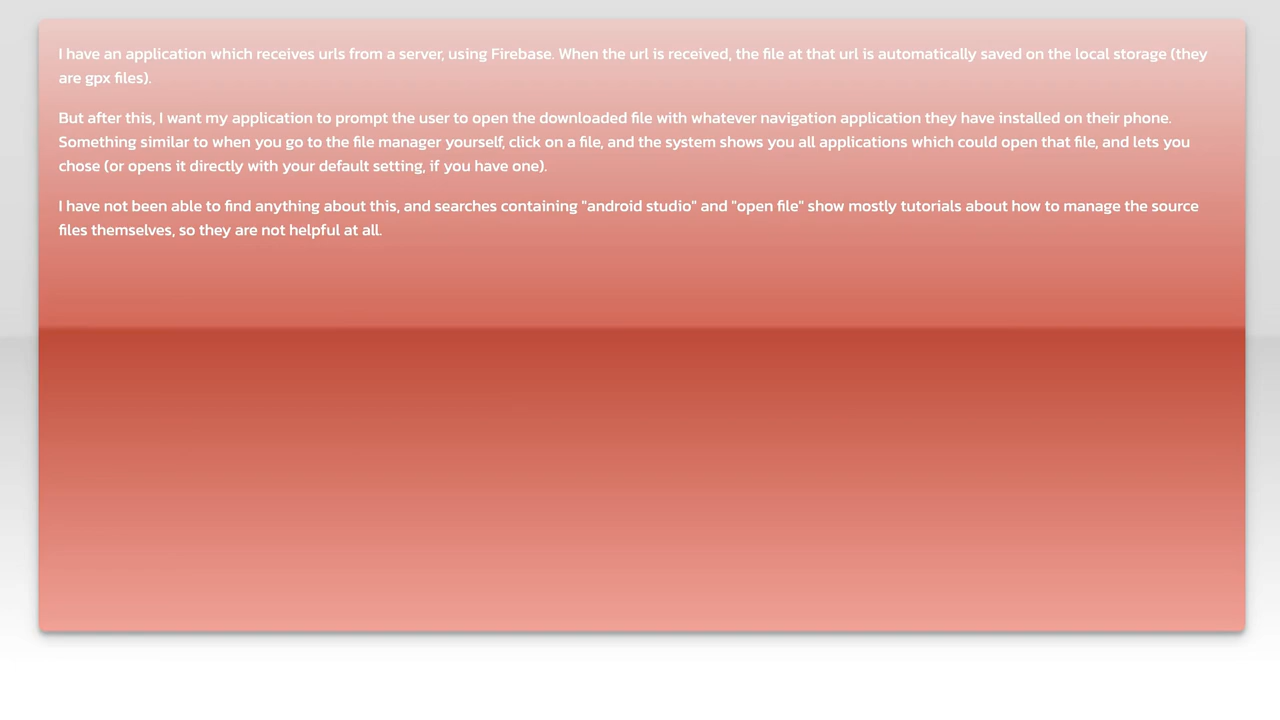 I have an application which receives urls from a server, using Firebase. When the url is received, the file at that url is automatically saved on the local storage (they
are gpx files).
But after this, I want my application to prompt the user to open the downloaded file with whatever navigation application they have installed on their phone.
Something similar to when you go to the file manager yourself, click on a file, and the system shows you all applications which could open that file, and lets you
chose (or opens it directly with your default setting, if you have one).
I have not been able to find anything about this, and searches containing "android studio" and "open file" show mostly tutorials about how to manage the source
files themselves, so they are not helpful at all.